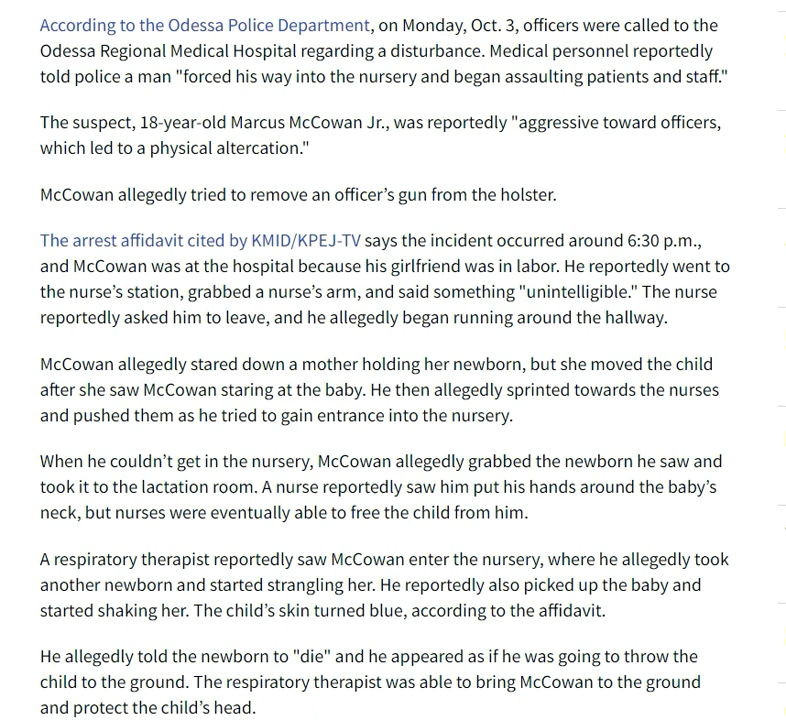 According to the Odessa Police Department, on Monday, Oct. 3, officers were called to the
Odessa Regional Medical Hospital regarding a disturbance. Medical personnel reportedly
told police a man "forced his way into the nursery and began assaulting patients and staff."
The suspect, 18-year-old Marcus McCowan Jr., was reportedly "aggressive toward officers,
which led to a physical altercation."
McCowan allegedly tried to remove an officer's gun from the holster.
The arrest affidavit cited by KMID/KPEJ-TV says the incident occurred around 6:30 p.m.,
and McCowan was at the hospital because his girlfriend was in labor. He reportedly went to
the nurse's station, grabbed a nurse's arm, and said something "unintelligible." The nurse
reportedly asked him to leave, and he allegedly began running around the hallway.
McCowan allegedly stared down a mother holding her newborn, but she moved the child
after she saw McCowan staring at the baby. He then allegedly sprinted towards the nurses
and pushed them as he tried to gain entrance into the nursery.
When he couldn't get in the nursery, McCowan allegedly grabbed the newborn he saw and
took it to the lactation room. A nurse reportedly saw him put his hands around the baby's
neck, but nurses were eventually able to free the child from him.
A respiratory therapist reportedly saw McCowan enter the nursery, where he allegedly took
another newborn and started strangling her. He reportedly also picked up the baby and
started shaking her. The child's skin turned blue, according to the affidavit.
He allegedly told the newborn to "die" and he appeared as if he was going to throw the
child to the ground. The respiratory therapist was able to bring McCowan to the ground
and protect the child's head.